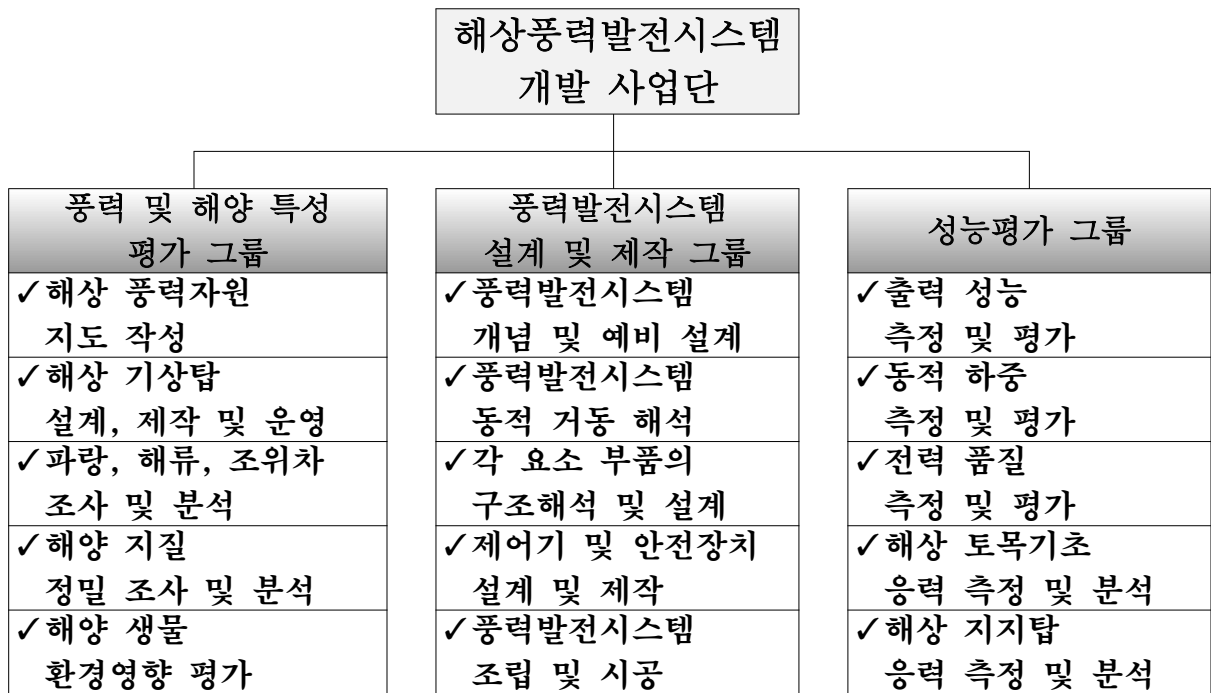 해상풍력발전시스템
개발 사업단
풍력 및 해양 특성
평가 그룹
✓해상 풍력자원
지도 작성
✓해상 기상탑
설계, 제작 및 운영
✓파랑, 해류, 조위차
조사 및 분석
✓해양 지질
정밀 조사 및 분석
✓해양 생물
환경영향 평가
풍력발전시스템
설계 및 제작 그룹
✓풍력발전시스템
개념 및 예비 설계
✓풍력발전시스템
동적 거동 해석
✓각 요소 부품의
구조해석 및 설계
✓제어기 및 안전장치
설계 및 제작
✓풍력발전시스템
조립 및 시공
성능평가 그룹
✓출력 성능
측정 및 평가
✓동적 하중
측정 및 평가
✓전력 품질
측정 및 평가
✓해상 토목기초
응력 측정 및 분석
✓해상 지지탑
응력 측정 및 분석